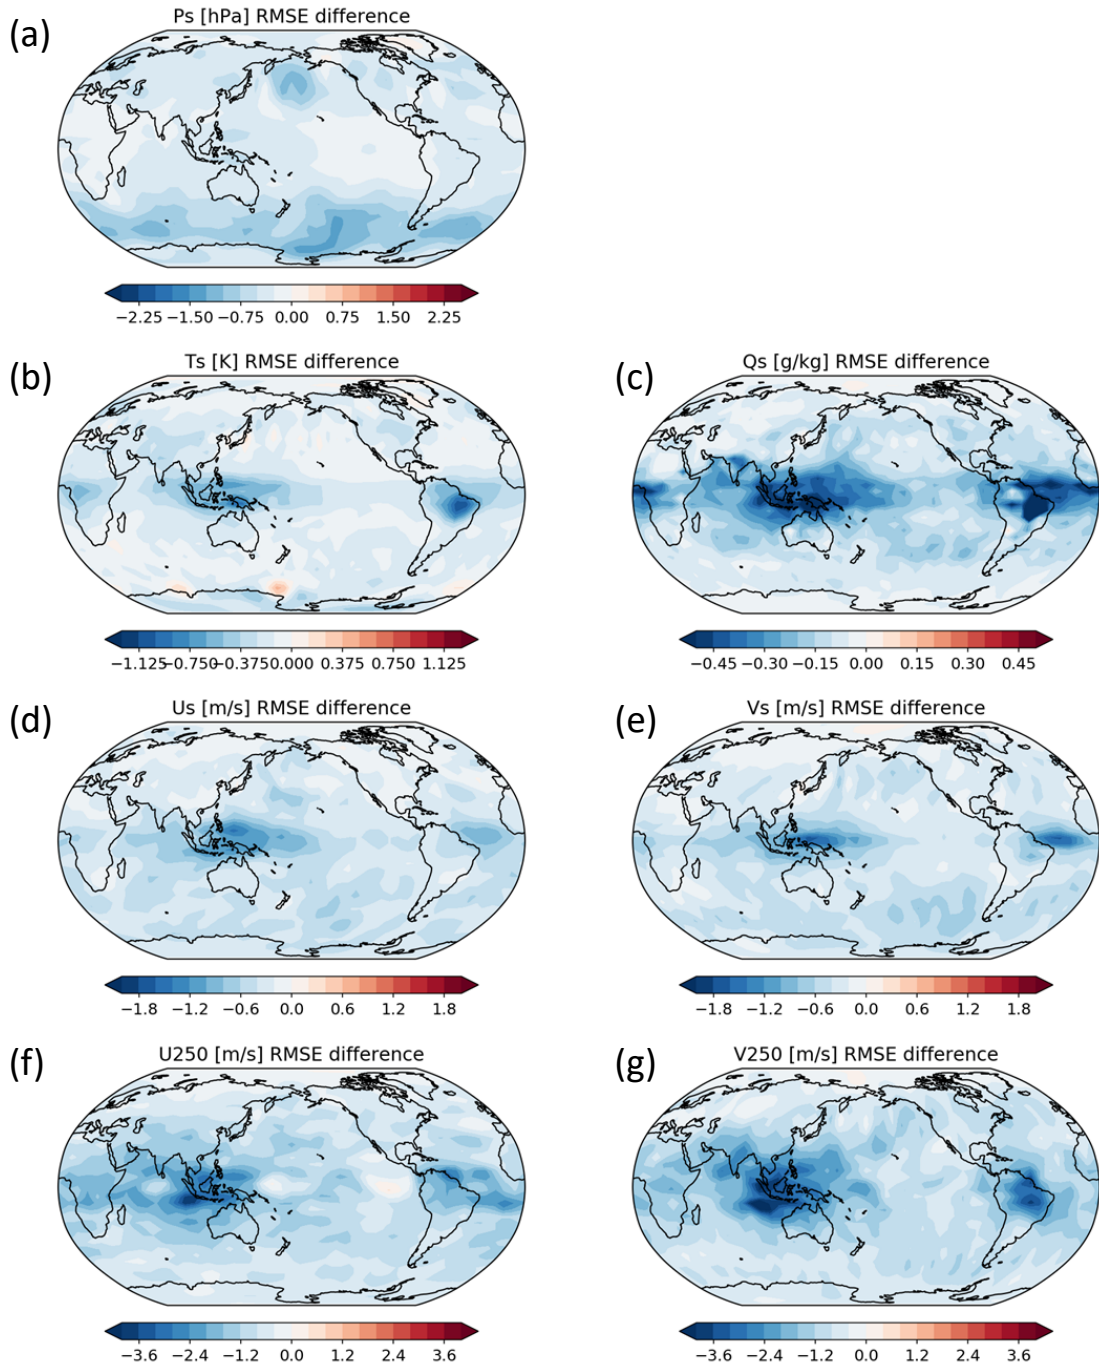 (a)
Ps [hPa] RMSE difference
−2.25 −1.50 −0.75 0.00 0.75 1.50 2.25
(b)
Ts [K] RMSE difference
−1.125 −0.750 −0.375 0.000 0.375 0.750 1.125
(c)
Qs [g/kg] RMSE difference
−0.45 −0.30 −0.15 0.00 0.15 0.30 0.45
(d)
Us [m/s] RMSE difference
−1.8 −1.2 −0.6 0.0 0.6 1.2 1.8
(e)
Vs [m/s] RMSE difference
−1.8 −1.2 −0.6 0.0 0.6 1.2 1.8
(f)
U250 [m/s] RMSE difference
−3.6 −2.4 −1.2 0.0 1.2 2.4 3.6
(g)
V250 [m/s] RMSE difference
−3.6 −2.4 −1.2 0.0 1.2 2.4 3.6